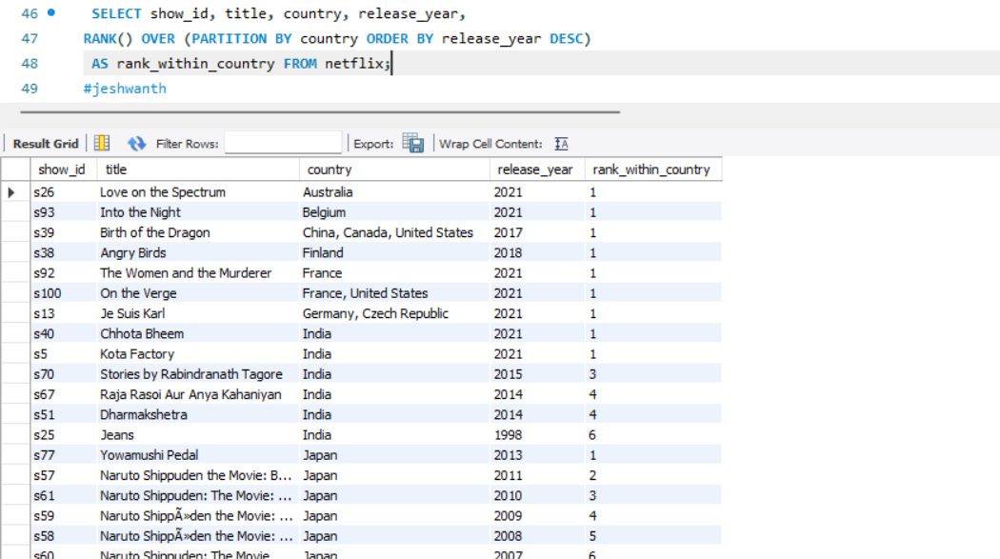 46 SELECT show_id, title, country, release_year,
47 RANK() OVER (PARTITION BY country ORDER BY release_year DESC)
48 AS rank_within_country FROM netflix;
49 #jeshwanth
Result Grid Filter Rows: Export: Wrap Cell Content: IA
show_id title country release_year rank_within_country
s26 Love on the Spectrum Australia 2021 1
s93 Into the Night Belgium 2021 1
s39 Birth of the Dragon China, Canada, United States 2017 1
s38 Angry Birds Finland 2018 1
s92 The Women and the Murderer France 2021 1
s100 On the Verge France, United States 2021 1
s13 Je Suis Karl Germany, Czech Republic 2021 1
s40 Chhota Bheem India 2021 1
s5 Kota Factory India 2021 1
s70 Stories by Rabindranath Tagore India 2015 3
s67 Raja Rasoi Aur Anya Kahaniyan India 2014 4
s51 Dharmakshetra India 2014 4
s25 Jeans India 1998 6
s77 Yowamushi Pedal Japan 2013 1
s57 Naruto Shippuden the Movie: B... Japan 2011 2
s61 Naruto Shippuden: The Movie: ... Japan 2010 3
s59 Naruto ShippÃ»den the Movie: ... Japan 2009 4
s58 Naruto ShippÃ»den the Movie: ... Japan 2008 5
s60 Naruto Shippuden: The Movie Japan 2007 6